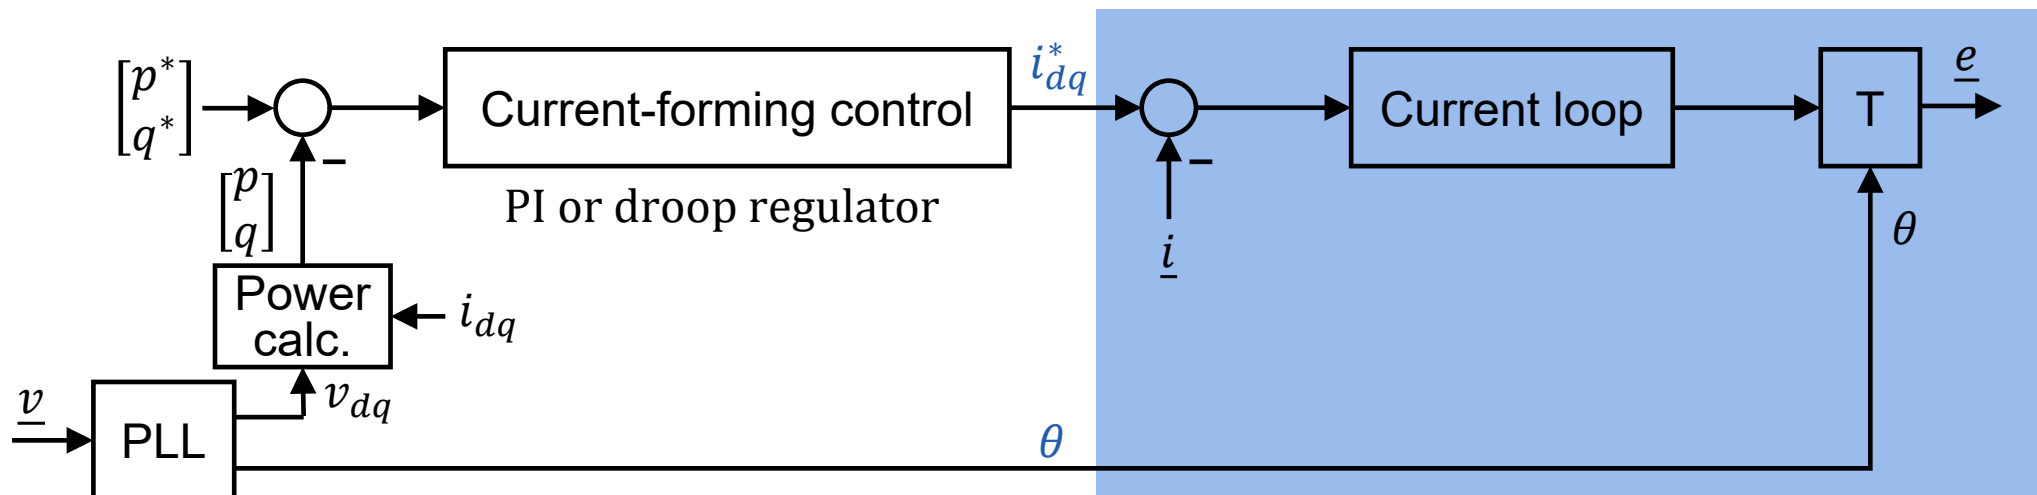 [p*
q*]
Current-forming control
i*dq
Current loop
T
e
–
–
PI or droop regulator
[p
q]
i
θ
Power
calc.
idq
vdq
v
PLL
θ